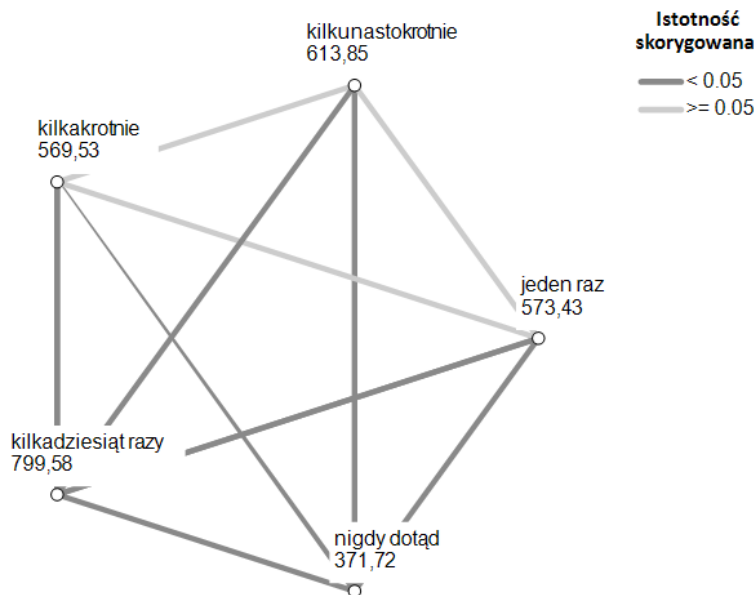 kilkunastokrotnie
613,85
Istotność
skorygowana
< 0.05
>= 0.05
kilkakrotnie
569,53
jeden raz
573,43
kilkadziesiąt razy
799,58
nigdy dotąd
371,72